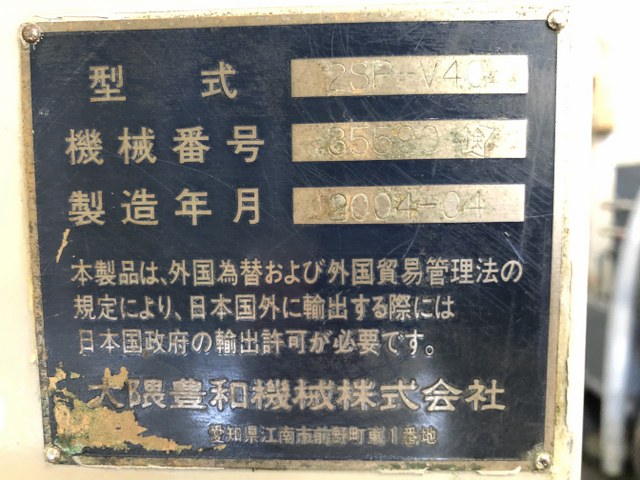 型式 2SP-V40
機械番号
製造年月 2004-04
本製品は、外国為替および外国貿易管理法の
規定により、日本国外に輸出する際には
日本国政府の輸出許可が必要です。
大隈豊和機械株式会社
愛知県江南市前野町東1番地